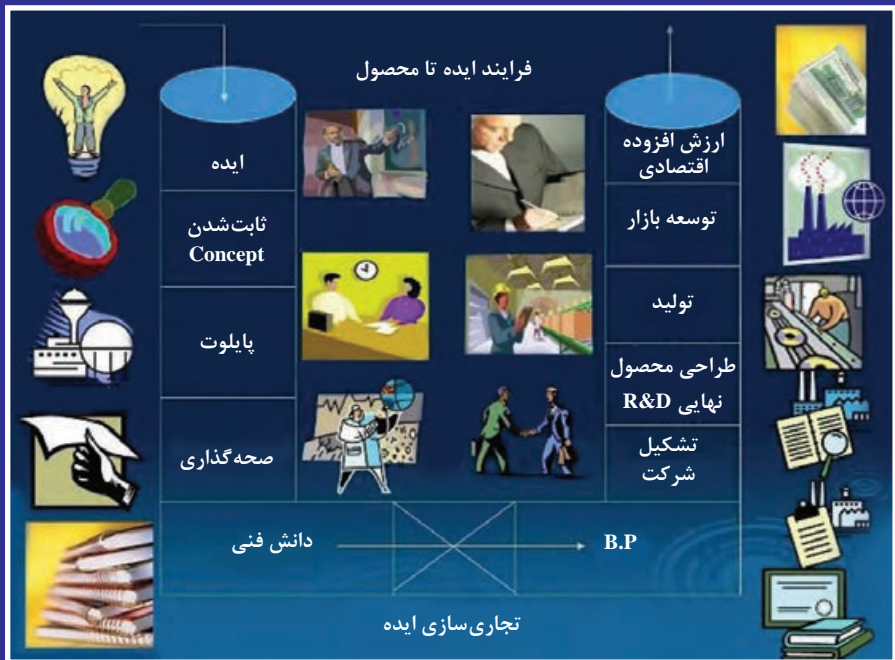 فرایند ایده تا محصول
ایده
ثابت‌شدن
Concept
پایلوت
صحه‌گذاری
دانش فنی
B.P
تشکیل
شرکت
طراحی محصول
نهایی R&D
تولید
توسعه بازار
ارزش افزوده
اقتصادی
تجاری‌سازی ایده